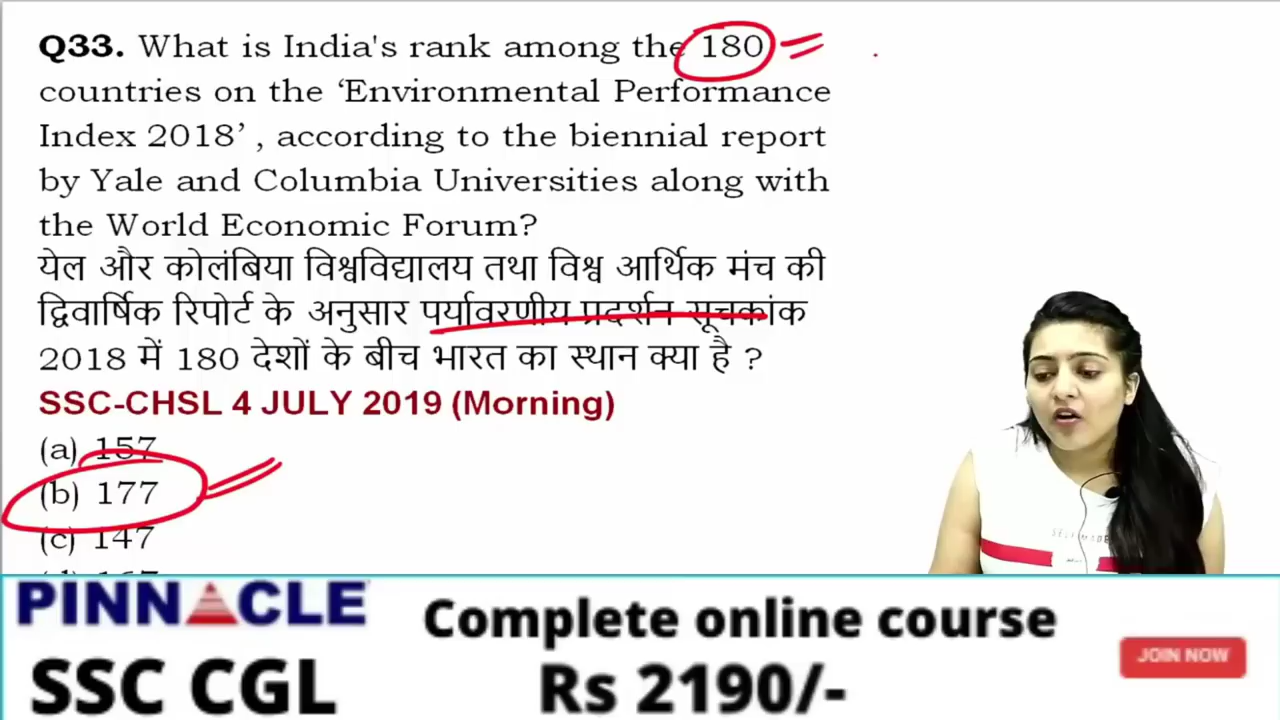 Q33. What is India's rank among the 180
countries on the ‘Environmental Performance
Index 2018’ , according to the biennial report
by Yale and Columbia Universities along with
the World Economic Forum?
येल और कोलंबिया विश्वविद्यालय तथा विश्व आर्थिक मंच की
द्विवार्षिक रिपोर्ट के अनुसार पर्यावरणीय प्रदर्शन सूचकांक
2018 में 180 देशों के बीच भारत का स्थान क्या है ?
SSC-CHSL 4 JULY 2019 (Morning)
(a) 157
(b) 177
(c) 147
PINNACLE
SSC CGL
Complete online course
Rs 2190/-
JOIN NOW